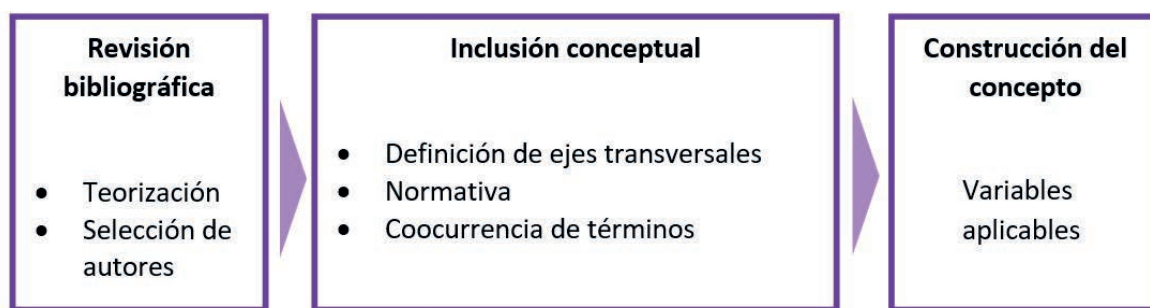 Revisión
bibliográfica
• Teorización
• Selección de
autores
Inclusión conceptual
• Definición de ejes transversales
• Normativa
• Coocurrencia de términos
Construcción del
concepto
Variables
aplicables